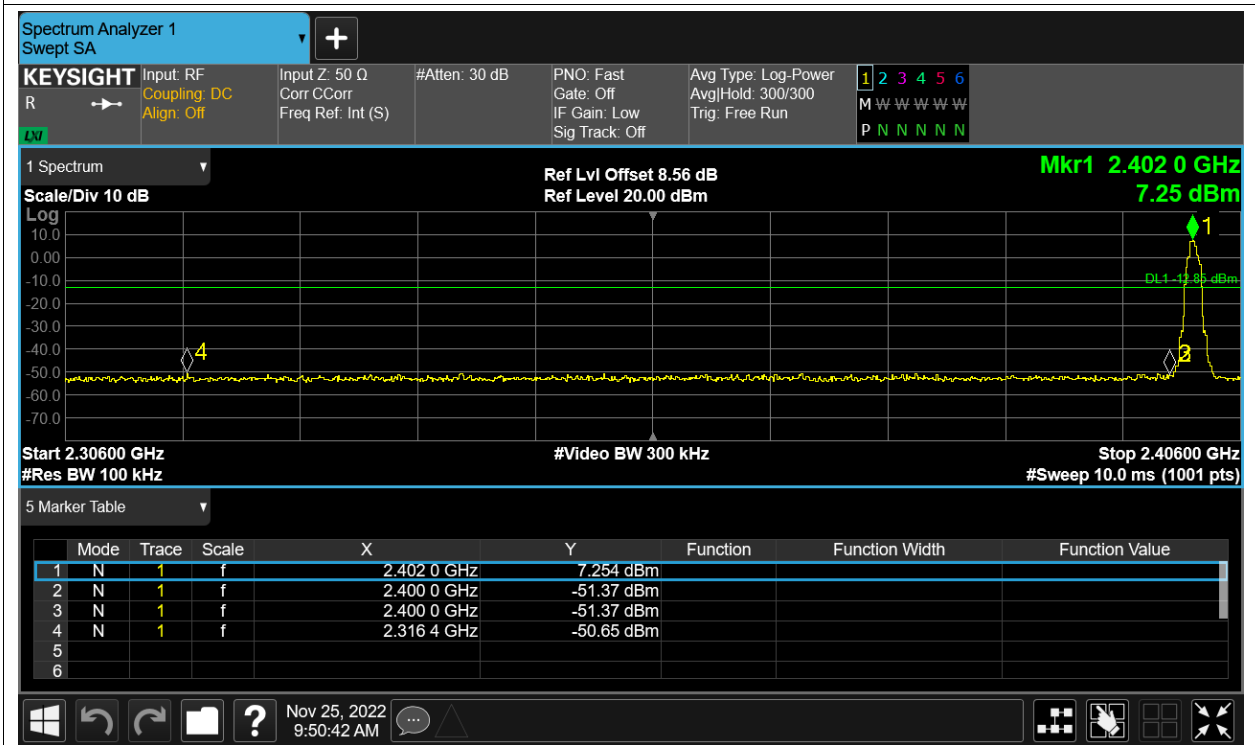 Spectrum Analyzer 1
Swept SA
+
KEYSIGHT Input: RF Input Z: 50 Ω #Atten: 30 dB PNO: Fast Avg Type: Log-Power 1 2 3 4 5 6
R Coupling: DC Corr CCorr Gate: Off Avg|Hold: 300/300 M W W W W W
Align: Off Freq Ref: Int (S) IF Gain: Low Trig: Free Run
LXI Sig Track: Off P N N N N N
1 Spectrum Ref Lvl Offset 8.56 dB Mkr1 2.402 0 GHz
Scale/Div 10 dB Ref Level 20.00 dBm 7.25 dBm
Log
1
10.0
0.00
DL1 -12.85 dBm
-10.0
-20.0
-30.0
-40.0
4
2
-50.0
-60.0
-70.0
Start 2.30600 GHz #Video BW 300 kHz Stop 2.40600 GHz
#Res BW 100 kHz #Sweep 10.0 ms (1001 pts)
5 Marker Table
Mode Trace Scale X Y Function Function Width Function Value
1 N 1 f 2.402 0 GHz 7.254 dBm
2 N 1 f 2.400 0 GHz -51.37 dBm
3 N 1 f 2.400 0 GHz -51.37 dBm
4 N 1 f 2.316 4 GHz -50.65 dBm
5
6
? Nov 25, 2022
9:50:42 AM